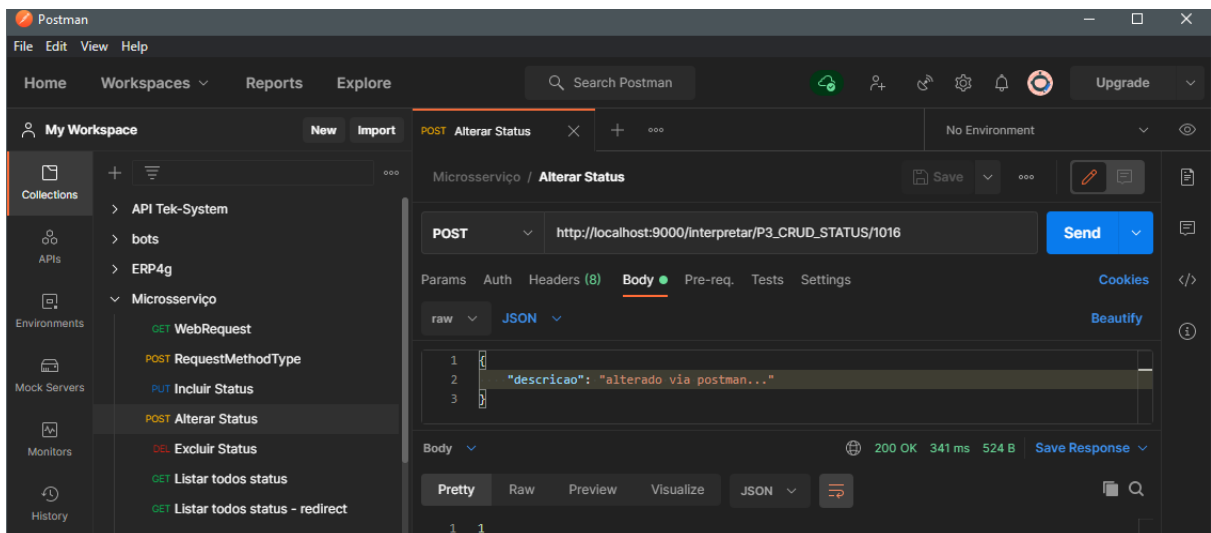 Postman
File Edit View Help
Home Workspaces Reports Explore Search Postman Upgrade
My Workspace New Import
POST Alterar Status No Environment
Collections
APIs
Environments
Mock Servers
Monitors
History
API Tek-System
bots
ERP4g
Microsserviço
GET WebRequest
POST RequestMethodType
PUT Incluir Status
POST Alterar Status
DEL Excluir Status
GET Listar todos status
GET Listar todos status - redirect
Microsserviço / Alterar Status Save
POST http://localhost:9000/interpretar/P3_CRUD_STATUS/1016 Send
Params Auth Headers (8) Body Pre-req. Tests Settings Cookies
raw JSON Beautify
1 {
2 "descricao": "alterado via postman..."
3 }
Body 200 OK 341 ms 524 B Save Response
Pretty Raw Preview Visualize JSON
1 1